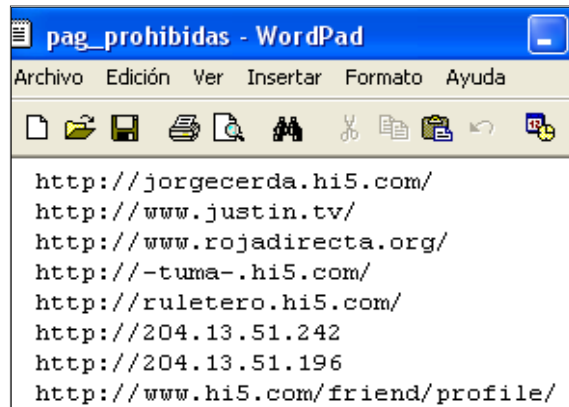 pag_prohibidas - WordPad
Archivo Edición Ver Insertar Formato Ayuda
http://jorgecerda.hi5.com/
http://www.justin.tv/
http://www.rojadirecta.org/
http://-tuma-.hi5.com/
http://ruletero.hi5.com/
http://204.13.51.242
http://204.13.51.196
http://www.hi5.com/friend/profile/